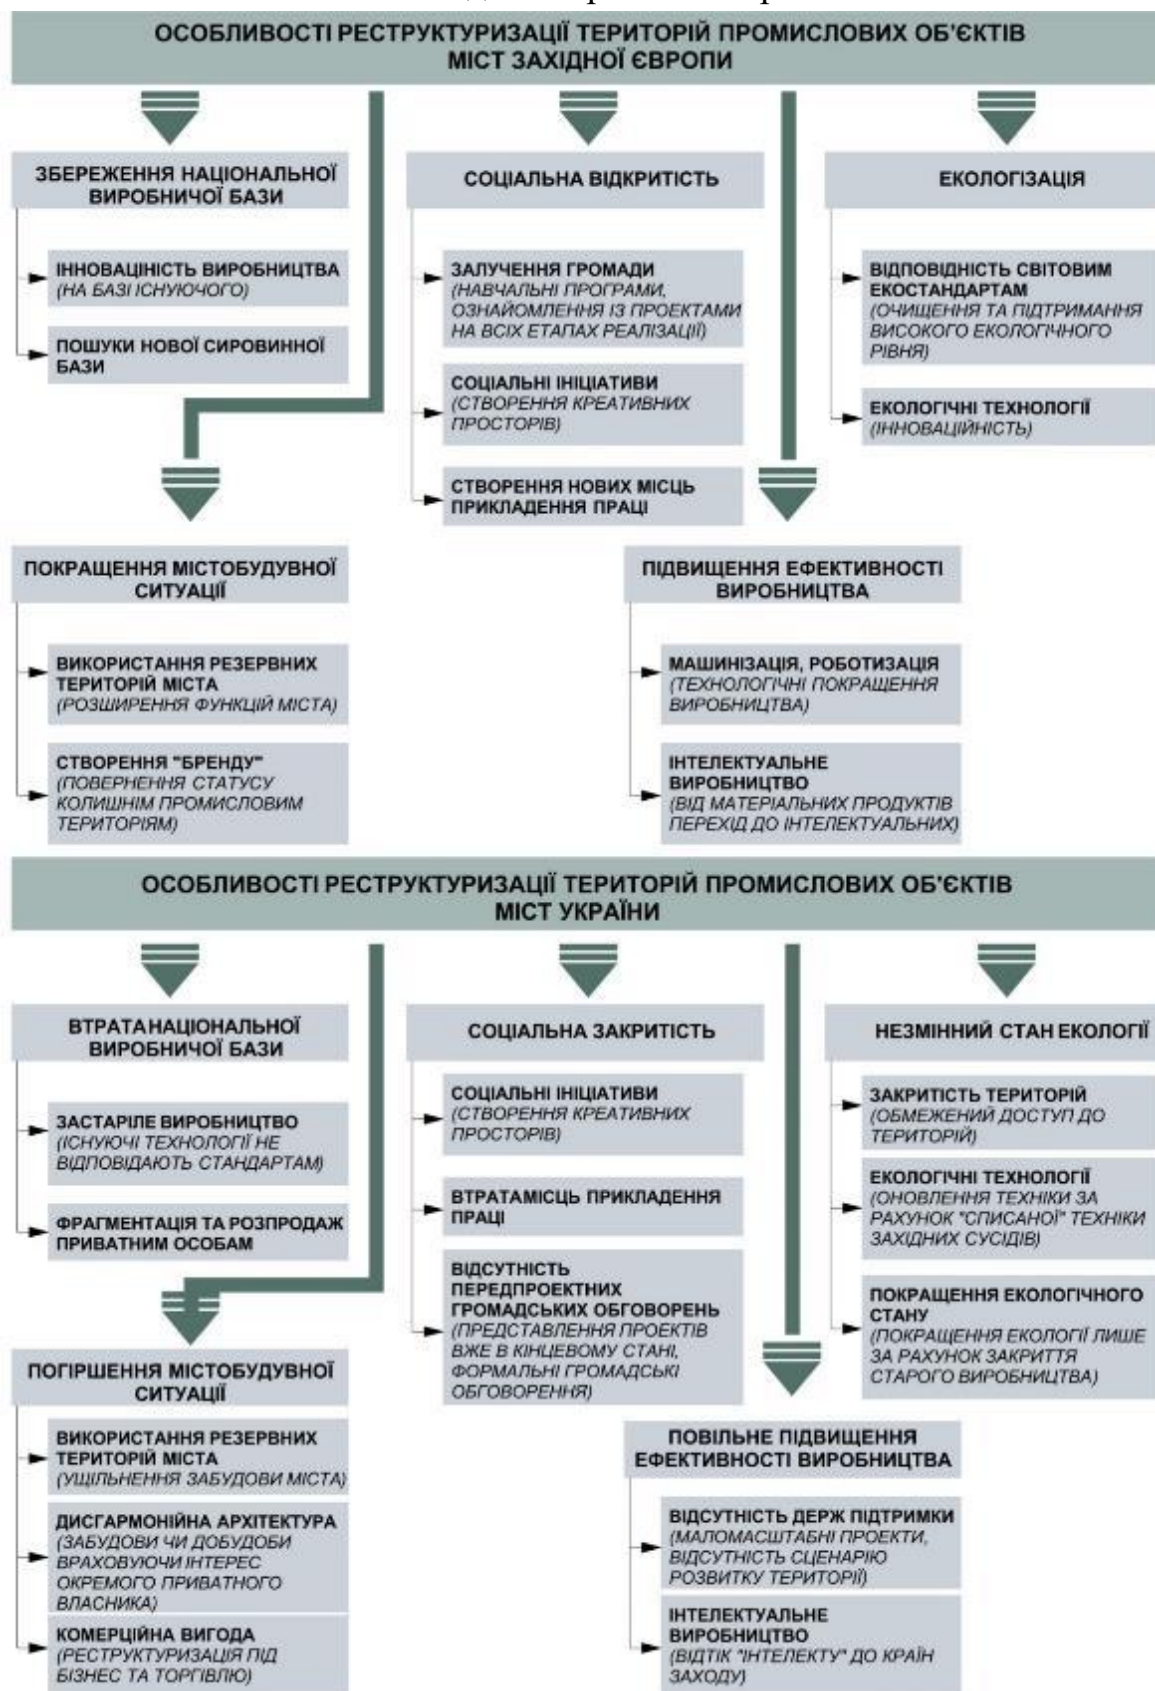 ОСОБЛИВОСТІ РЕСТРУКТУРИЗАЦІЇ ТЕРИТОРІЙ ПРОМИСЛОВИХ ОБ'ЄКТІВ
МІСТ ЗАХІДНОЇ ЄВРОПИ
ЗБЕРЕЖЕННЯ НАЦІОНАЛЬНОЇ
ВИРОБНИЧОЇ БАЗИ
ІННОВАЦІНІСТЬ ВИРОБНИЦТВА
(НА БАЗІ ІСНУЮЧОГО)
ПОШУКИ НОВОЇ СИРОВИННОЇ
БАЗИ
СОЦІАЛЬНА ВІДКРИТІСТЬ
ЗАЛУЧЕННЯ ГРОМАДИ
(НАВЧАЛЬНІ ПРОГРАМИ,
ОЗНАЙОМЛЕННЯ ІЗ ПРОЕКТАМИ
НА ВСІХ ЕТАПАХ РЕАЛІЗАЦІЇ)
СОЦІАЛЬНІ ІНІЦІАТИВИ
(СТВОРЕННЯ КРЕАТИВНИХ
ПРОСТОРІВ)
СТВОРЕННЯ НОВИХ МІСЦЬ
ПРИКЛАДЕННЯ ПРАЦІ
ЕКОЛОГІЗАЦІЯ
ВІДПОВІДНІСТЬ СВІТОВИМ
ЕКОСТАНДАРТАМ
(ОЧИЩЕННЯ ТА ПІДТРИМАННЯ
ВИСОКОГО ЕКОЛОГІЧНОГО
РІВНЯ)
ЕКОЛОГІЧНІ ТЕХНОЛОГІЇ
(ІННОВАЦІЙНІСТЬ)
ПОКРАЩЕННЯ МІСТОБУДУВНОЇ
СИТУАЦІЇ
ВИКОРИСТАННЯ РЕЗЕРВНИХ
ТЕРИТОРІЙ МІСТА
(РОЗШИРЕННЯ ФУНКЦІЙ МІСТА)
СТВОРЕННЯ "БРЕНДУ"
(ПОВЕРНЕННЯ СТАТУСУ
КОЛИШНІМ ПРОМИСЛОВИМ
ТЕРИТОРІЯМ)
ПІДВИЩЕННЯ ЕФЕКТИВНОСТІ
ВИРОБНИЦТВА
МАШИНІЗАЦІЯ, РОБОТИЗАЦІЯ
(ТЕХНОЛОГІЧНІ ПОКРАЩЕННЯ
ВИРОБНИЦТВА)
ІНТЕЛЕКТУАЛЬНЕ
ВИРОБНИЦТВО
(ВІД МАТЕРІАЛЬНИХ ПРОДУКТІВ
ПЕРЕХІД ДО ІНТЕЛЕКТУАЛЬНИХ)
ОСОБЛИВОСТІ РЕСТРУКТУРИЗАЦІЇ ТЕРИТОРІЙ ПРОМИСЛОВИХ ОБ'ЄКТІВ
МІСТ УКРАЇНИ
ВТРАТА НАЦІОНАЛЬНОЇ
ВИРОБНИЧОЇ БАЗИ
ЗАСТАРІЛЕ ВИРОБНИЦТВО
(ІСНУЮЧІ ТЕХНОЛОГІЇ НЕ
ВІДПОВІДАЮТЬ СТАНДАРТАМ)
ФРАГМЕНТАЦІЯ ТА РОЗПРОДАЖ
ПРИВАТНИМ ОСОБАМ
СОЦІАЛЬНА ЗАКРИТІСТЬ
СОЦІАЛЬНІ ІНІЦІАТИВИ
(СТВОРЕННЯ КРЕАТИВНИХ
ПРОСТОРІВ)
ВТРАТА МІСЦЬ ПРИКЛАДЕННЯ
ПРАЦІ
ВІДСУТНІСТЬ
ПЕРЕДПРОЕКТНИХ
ГРОМАДСЬКИХ ОБГОВОРЕНЬ
(ПРЕДСТАВЛЕННЯ ПРОЕКТІВ
ВЖЕ В КІНЦЕВОМУ СТАНІ,
ФОРМАЛЬНІ ГРОМАДСЬКІ
ОБГОВОРЕННЯ)
НЕЗМІННИЙ СТАН ЕКОЛОГІЇ
ЗАКРИТІСТЬ ТЕРИТОРІЙ
(ОБМЕЖЕНИЙ ДОСТУП ДО
ТЕРИТОРІЙ)
ЕКОЛОГІЧНІ ТЕХНОЛОГІЇ
(ОНОВЛЕННЯ ТЕХНІКИ ЗА
РАХУНОК "СПИСАНОЇ" ТЕХНІКИ
ЗАХІДНИХ СУСІДІВ)
ПОКРАЩЕННЯ ЕКОЛОГІЧНОГО
СТАНУ
(ПОКРАЩЕННЯ ЕКОЛОГІЇ ЛИШЕ
ЗА РАХУНОК ЗАКРИТТЯ
СТАРОГО ВИРОБНИЦТВА)
ПОГІРШЕННЯ МІСТОБУДУВНОЇ
СИТУАЦІЇ
ВИКОРИСТАННЯ РЕЗЕРВНИХ
ТЕРИТОРІЙ МІСТА
(УЩІЛЬНЕННЯ ЗАБУДОВИ МІСТА)
ДИСГАРМОНІЙНА АРХІТЕКТУРА
(ЗАБУДОВИ ЧИ ДОБУДОБИ
ВРАХОВУЮЧИ ІНТЕРЕС
ОКРЕМОГО ПРИВАТНОГО
ВЛАСНИКА)
КОМЕРЦІЙНА ВИГОДА
(РЕСТРУКТУРИЗАЦІЯ ПІД
БІЗНЕС ТА ТОРГІВЛЮ)
ПОВІЛЬНЕ ПІДВИЩЕННЯ
ЕФЕКТИВНОСТІ ВИРОБНИЦТВА
ВІДСУТНІСТЬ ДЕРЖ ПІДТРИМКИ
(МАЛОМАСШТАБНІ ПРОЕКТИ,
ВІДСУТНІСТЬ СЦЕНАРІЮ
РОЗВИТКУ ТЕРИТОРІЇ)
ІНТЕЛЕКТУАЛЬНЕ
ВИРОБНИЦТВО
(ВІДТІК "ІНТЕЛЕКТУ" ДО КРАЇН
ЗАХОДУ)